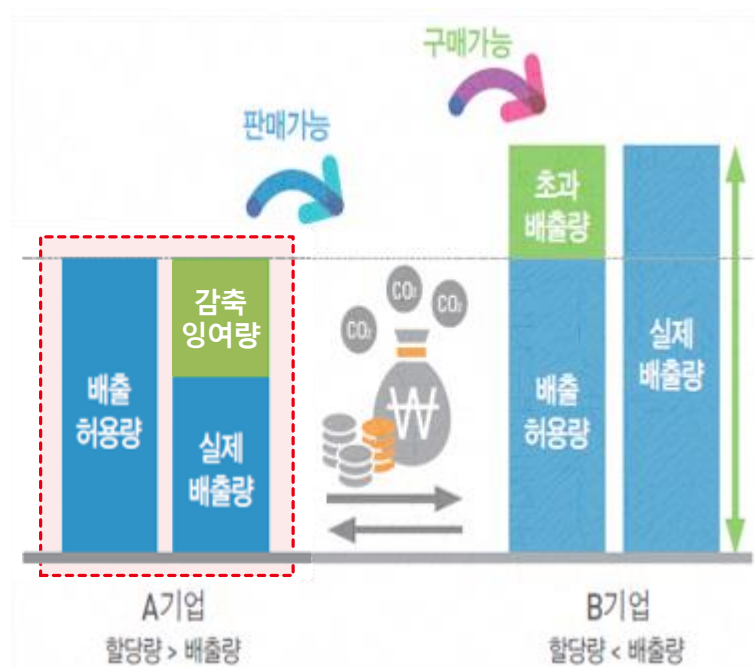 구매가능
판매가능
초과
배출량
감축
잉여량
CO₂
CO₂
CO₂
배출
허용량
실제
배출량
₩
배출
허용량
실제
배출량
A기업
할당량 > 배출량
B기업
할당량 < 배출량